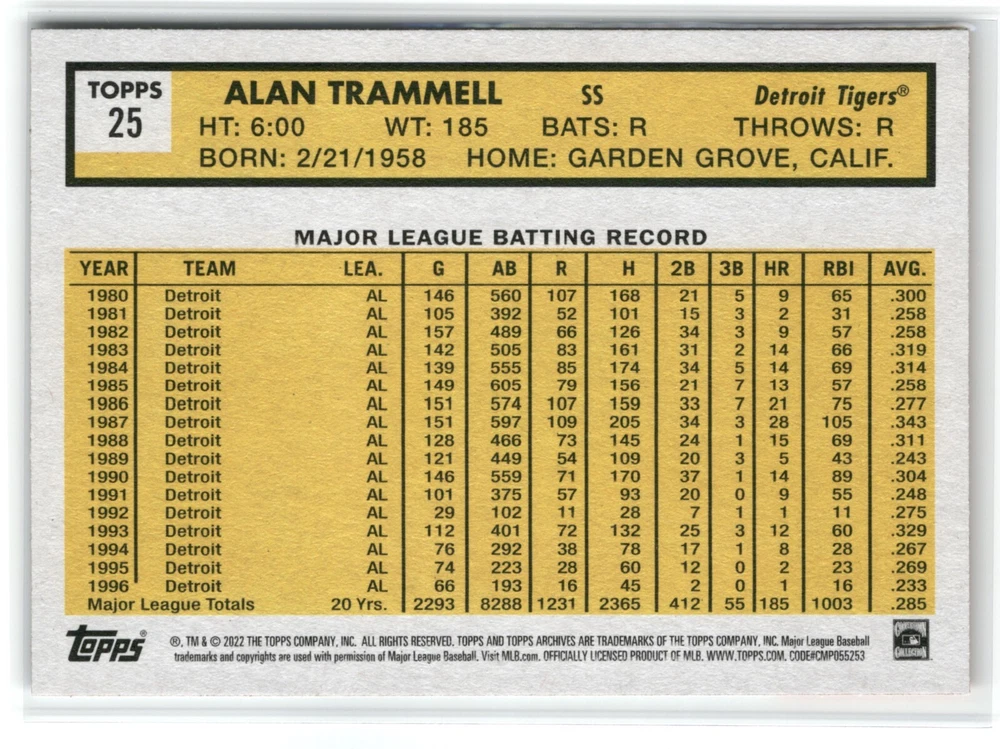 TOPPS ALAN TRAMMELL SS Detroit Tigers®
25 HT: 6:00 WT: 185 BATS: R THROWS: R
BORN: 2/21/1958 HOME: GARDEN GROVE, CALIF.
MAJOR LEAGUE BATTING RECORD
YEAR TEAM LEA. G AB R H 2B 3B HR RBI AVG.
1980 Detroit AL 146 560 107 168 21 5 9 65 .300
1981 Detroit AL 105 392 52 101 15 3 2 31 .258
1982 Detroit AL 157 489 66 126 34 3 9 57 .258
1983 Detroit AL 142 505 83 161 31 2 14 66 .319
1984 Detroit AL 139 555 85 174 34 5 14 69 .314
1985 Detroit AL 149 605 79 156 21 7 13 57 .258
1986 Detroit AL 151 574 107 159 33 7 21 75 .277
1987 Detroit AL 151 597 109 205 34 3 28 105 .343
1988 Detroit AL 128 466 73 145 24 1 15 69 .311
1989 Detroit AL 121 449 54 109 20 3 5 43 .243
1990 Detroit AL 146 559 71 170 37 1 14 89 .304
1991 Detroit AL 101 375 57 93 20 0 9 55 .248
1992 Detroit AL 29 102 11 28 7 1 1 11 .275
1993 Detroit AL 112 401 72 132 25 3 12 60 .329
1994 Detroit AL 76 292 38 78 17 1 8 28 .267
1995 Detroit AL 74 223 28 60 12 0 2 23 .269
1996 Detroit AL 66 193 16 45 2 0 1 16 .233
Major League Totals 20 Yrs. 2293 8288 1231 2365 412 55 185 1003 .285
topps® ®, TM & © 2022 THE TOPPS COMPANY, INC. ALL RIGHTS RESERVED. TOPPS AND TOPPS ARCHIVES ARE TRADEMARKS OF THE TOPPS COMPANY, INC. Major League Baseball
trademarks and copyrights are used with permission of Major League Baseball. Visit MLB.com. OFFICIALLY LICENSED PRODUCT OF MLB. WWW.TOPPS.COM. CODE#CMP055253
COLLECTION